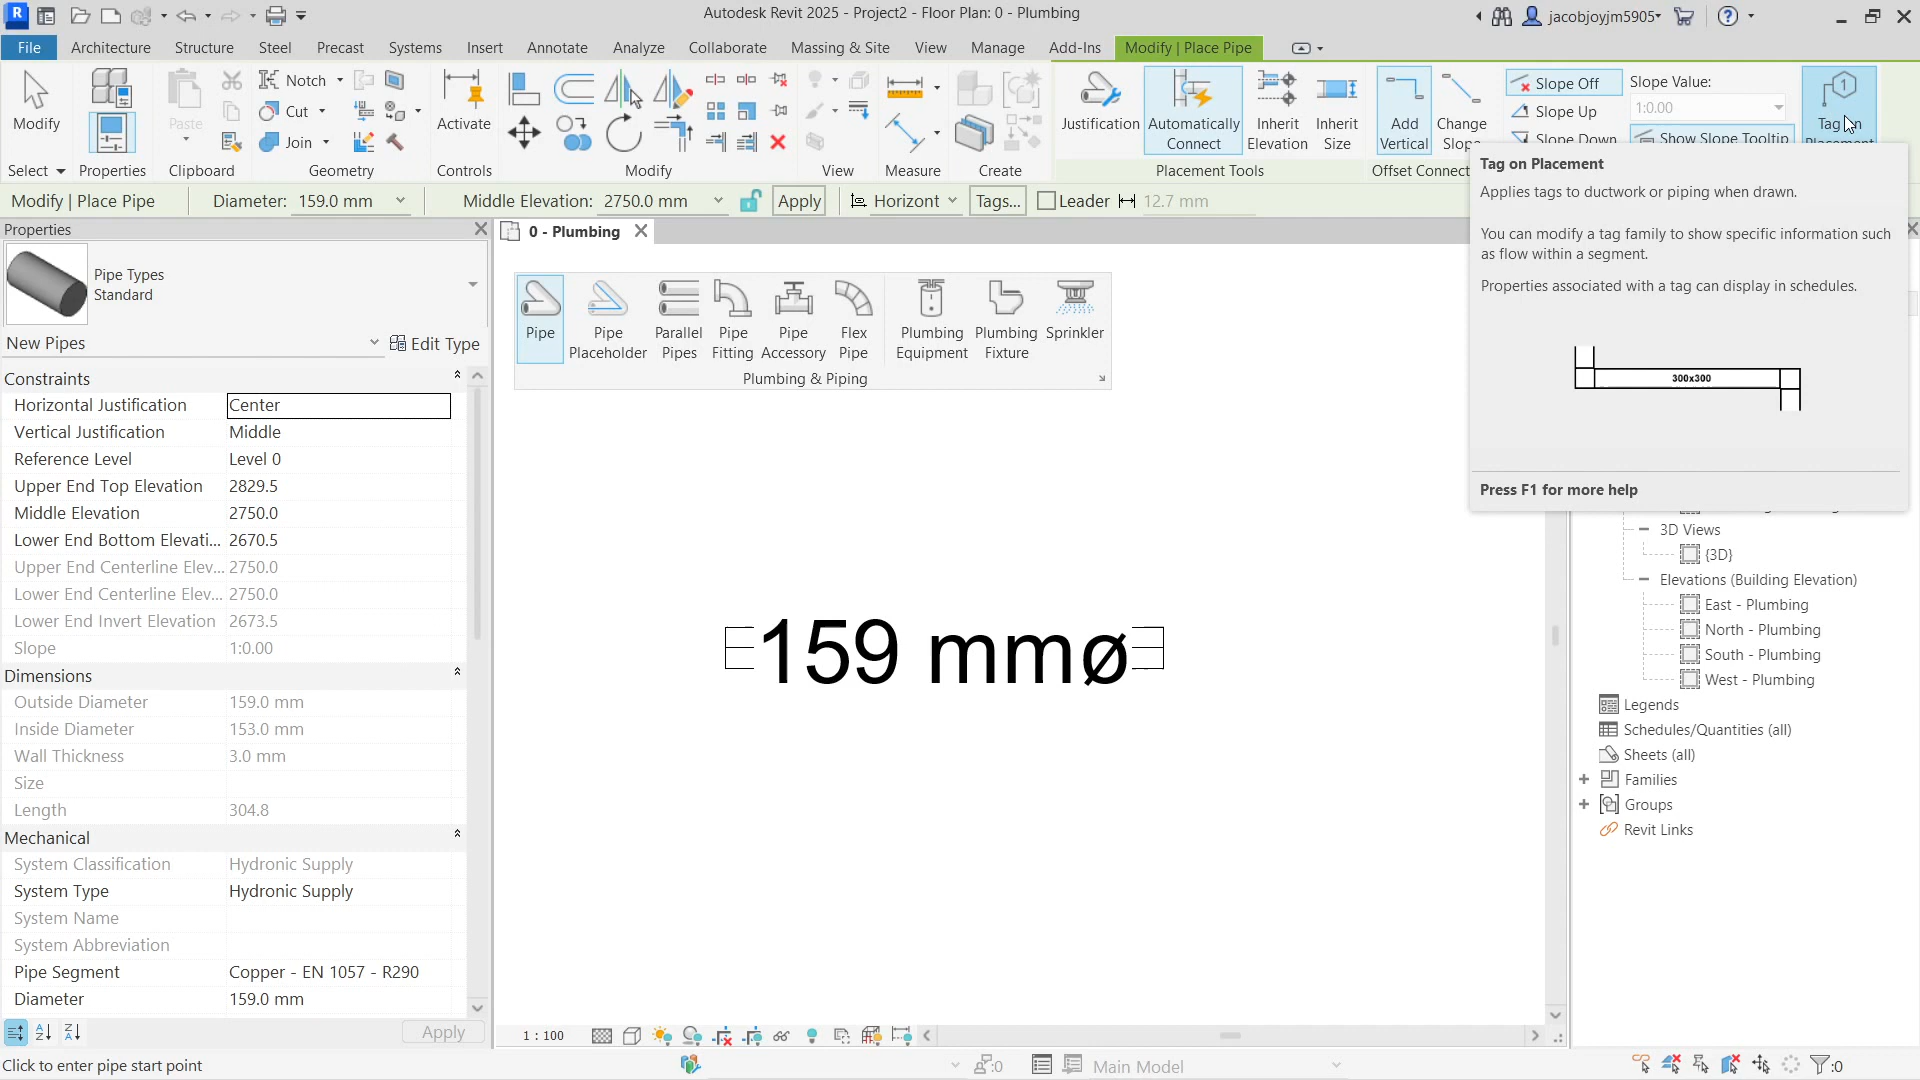 Autodesk Revit 2025 - Project2 - Floor Plan: 0 - Plumbing
jacobjoyjm5905
File Architecture Structure Steel Precast Systems Insert Annotate Analyze Collaborate Massing & Site View Manage Add-Ins Modify | Place Pipe
Modify
Select
Properties
Paste
Clipboard
Notch
Cut
Join
Geometry
Activate
Controls
Modify
View
Measure
Create
Justification
Automatically
Connect
Inherit
Elevation
Inherit
Size
Placement Tools
Add
Vertical
Change
Slope
Offset Connect
Slope Off
Slope Up
Slope Down
Slope Value:
1:0.00
Show Slope Tooltip
Tag on
Placement
Modify | Place Pipe
Diameter: 159.0 mm
Middle Elevation: 2750.0 mm
Apply
Horizont
Tags...
Leader
12.7 mm
Tag on Placement
Applies tags to ductwork or piping when drawn.
You can modify a tag family to show specific information such
as flow within a segment.
Properties associated with a tag can display in schedules.
300x300
Press F1 for more help
Properties
Pipe Types
Standard
New Pipes
Edit Type
Constraints
Horizontal Justification Center
Vertical Justification Middle
Reference Level Level 0
Upper End Top Elevation 2829.5
Middle Elevation 2750.0
Lower End Bottom Elevati... 2670.5
Upper End Centerline Elev... 2750.0
Lower End Centerline Elev... 2750.0
Lower End Invert Elevation 2673.5
Slope 1:0.00
Dimensions
Outside Diameter 159.0 mm
Inside Diameter 153.0 mm
Wall Thickness 3.0 mm
Size
Length 304.8
Mechanical
System Classification Hydronic Supply
System Type Hydronic Supply
System Name
System Abbreviation
Pipe Segment Copper - EN 1057 - R290
Diameter 159.0 mm
Apply
0 - Plumbing
Pipe
Pipe
Placeholder
Parallel
Pipes
Pipe
Fitting
Pipe
Accessory
Flex
Pipe
Plumbing
Equipment
Plumbing
Fixture
Sprinkler
Plumbing & Piping
159 mmø
3D Views
{3D}
Elevations (Building Elevation)
East - Plumbing
North - Plumbing
South - Plumbing
West - Plumbing
Legends
Schedules/Quantities (all)
Sheets (all)
Families
Groups
Revit Links
1 : 100
Click to enter pipe start point
:0
Main Model
:0